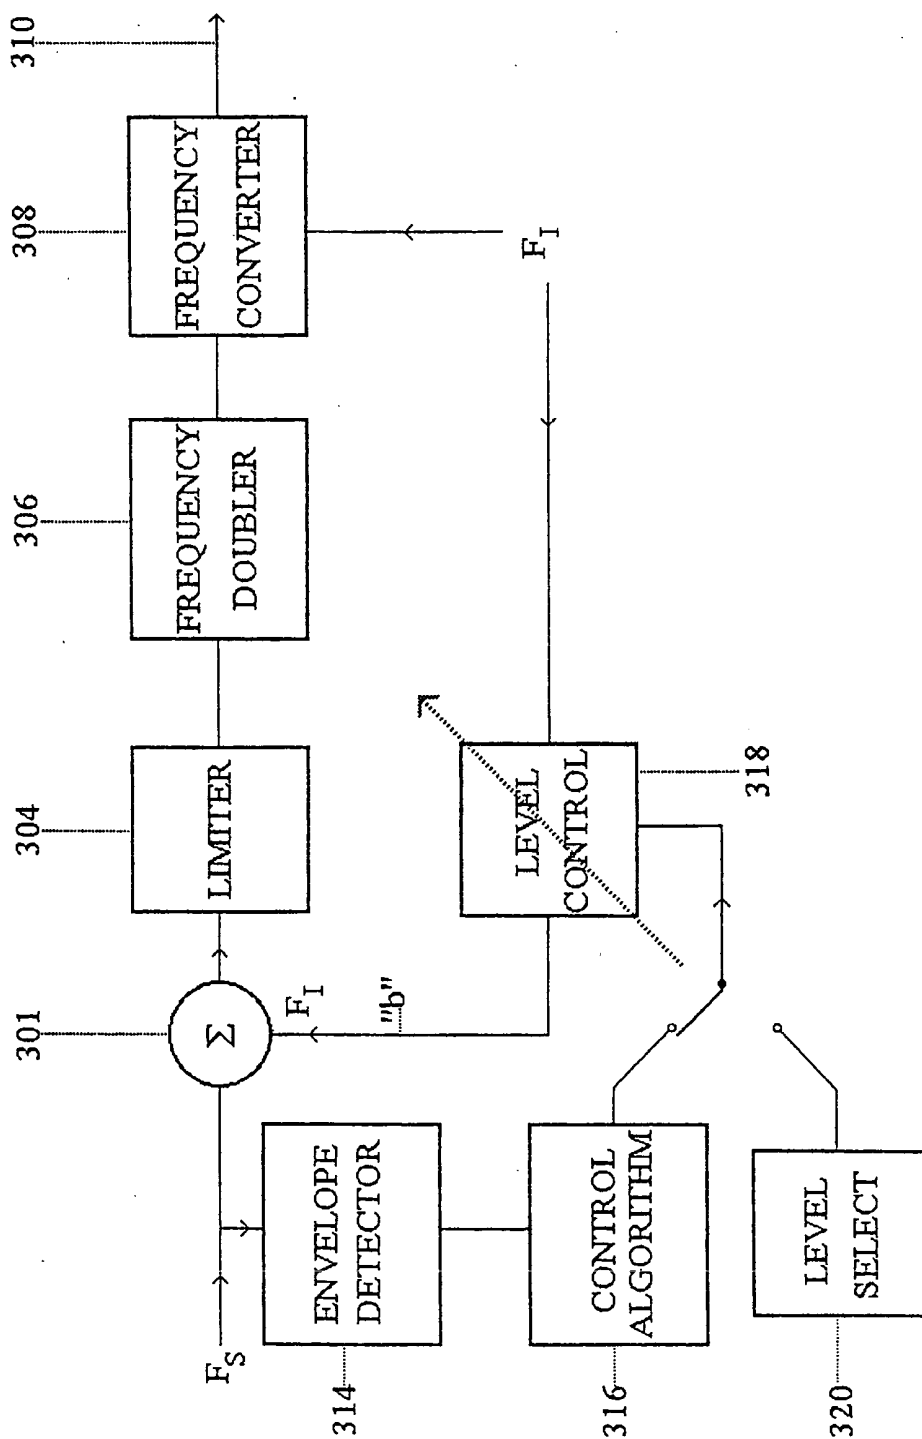 301
304
306
308
310
F_S
Σ
LIMITER
FREQUENCY
DOUBLER
FREQUENCY
CONVERTER
F_I
"b"
F_I
ENVELOPE
DETECTOR
314
LEVEL
CONTROL
318
CONTROL
ALGORITHM
316
LEVEL
SELECT
320